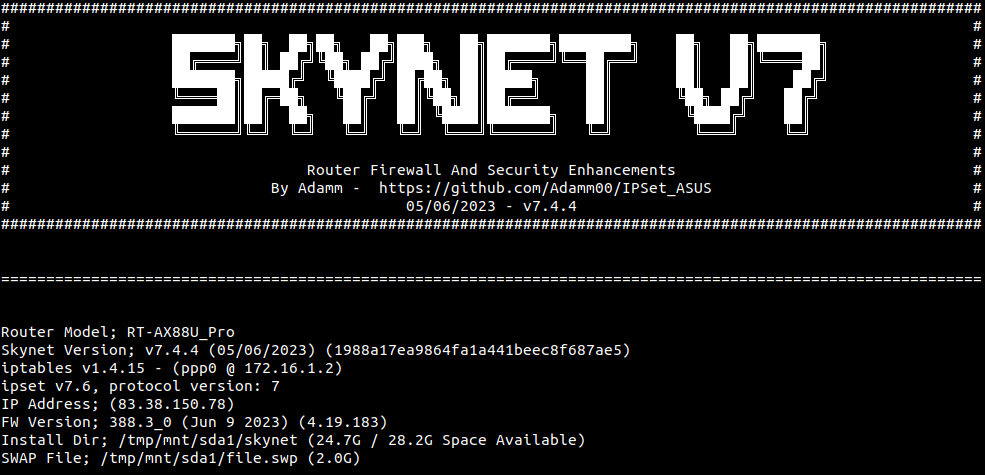 ####################################################################################################
#                                                                                                  #
# SKYNET V7 #
#                                                                                                  #
# Router Firewall And Security Enhancements #
# By Adamm -  https://github.com/Adamm00/IPSet_ASUS #
# 05/06/2023 - v7.4.4 #
####################################################################################################
====================================================================================================
Router Model; RT-AX88U_Pro
Skynet Version; v7.4.4 (05/06/2023) (1988a17ea9864fa1a441beec8f687ae5)
iptables v1.4.15 - (ppp0 @ 172.16.1.2)
ipset v7.6, protocol version: 7
IP Address; (83.38.150.78)
FW Version; 388.3_0 (Jun 9 2023) (4.19.183)
Install Dir; /tmp/mnt/sda1/skynet (24.7G / 28.2G Space Available)
SWAP File; /tmp/mnt/sda1/file.swp (2.0G)